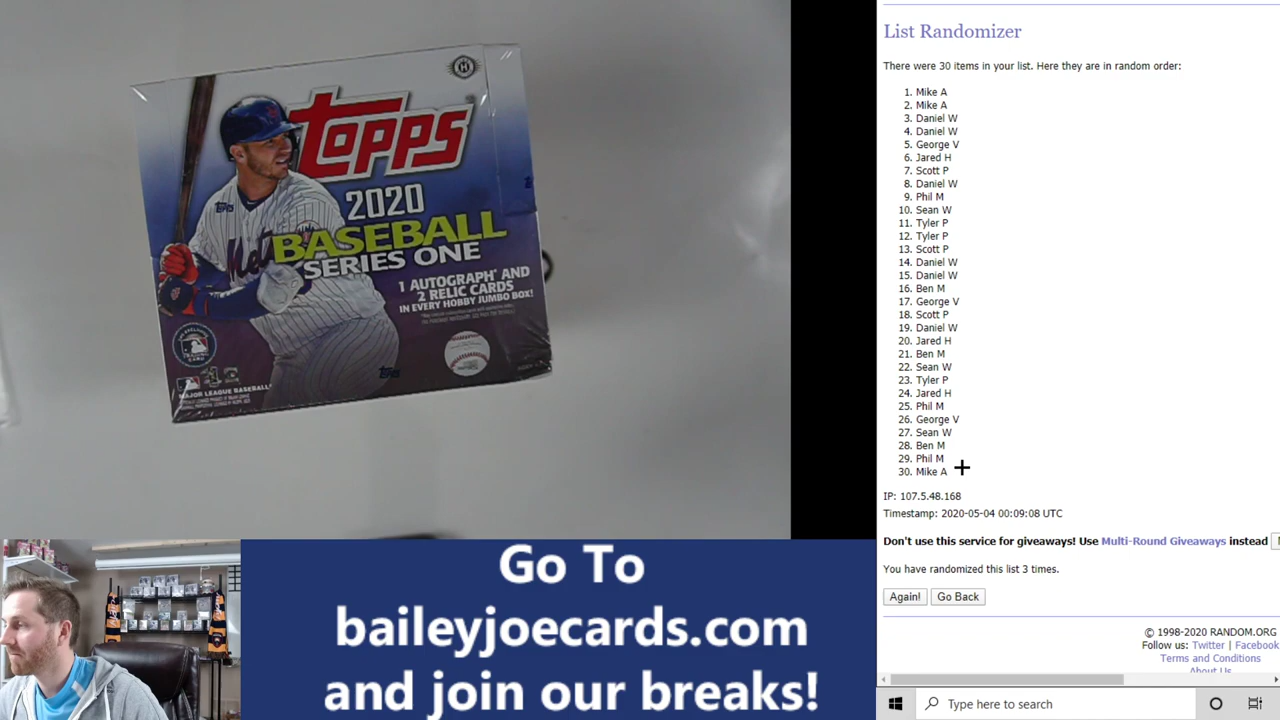 List Randomizer
There were 30 items in your list. Here they are in random order:
1. Mike A
2. Mike A
3. Daniel W
4. Daniel W
5. George V
6. Jared H
7. Scott P
8. Daniel W
9. Phil M
10. Sean W
11. Tyler P
12. Tyler P
13. Scott P
14. Daniel W
15. Daniel W
16. Ben M
17. George V
18. Scott P
19. Daniel W
20. Jared H
21. Ben M
22. Sean W
23. Tyler P
24. Jared H
25. Phil M
26. George V
27. Sean W
28. Ben M
29. Phil M
30. Mike A
IP: 107.5.48.168
Timestamp: 2020-05-04 00:09:08 UTC
Don't use this service for giveaways! Use Multi-Round Giveaways instead
You have randomized this list 3 times.
Again! Go Back
© 1998-2020 RANDOM.ORG
Follow us: Twitter | Facebook
Terms and Conditions
About Us
Type here to search
Topps
2020
BASEBALL
SERIES ONE
1 AUTOGRAPH* AND
2 RELIC CARDS
IN EVERY HOBBY JUMBO BOX!
Mets
MAJOR LEAGUE BASEBALL
Go To
baileyjoecards.com
and join our breaks!